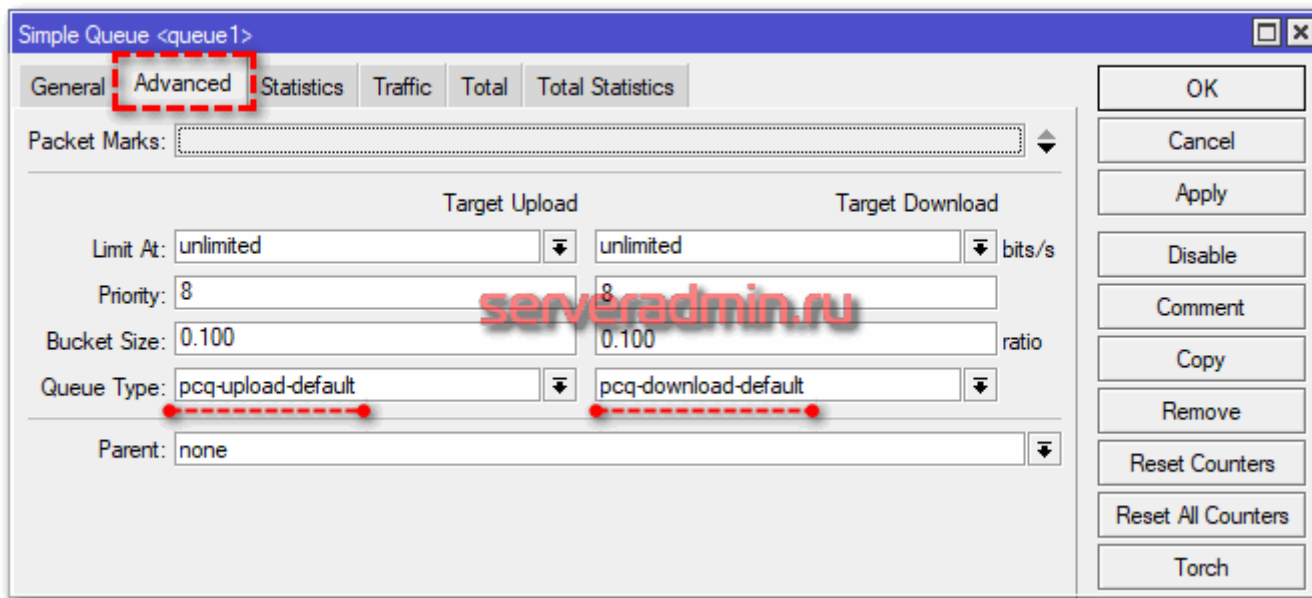 Simple Queue <queue1>
General Advanced Statistics Traffic Total Total Statistics
Packet Marks:
Target Upload Target Download
Limit At: unlimited unlimited bits/s
Priority: 8 8
Bucket Size: 0.100 0.100 ratio
Queue Type: pcq-upload-default pcq-download-default
Parent: none
OK
Cancel
Apply
Disable
Comment
Copy
Remove
Reset Counters
Reset All Counters
Torch
serveradmin.ru